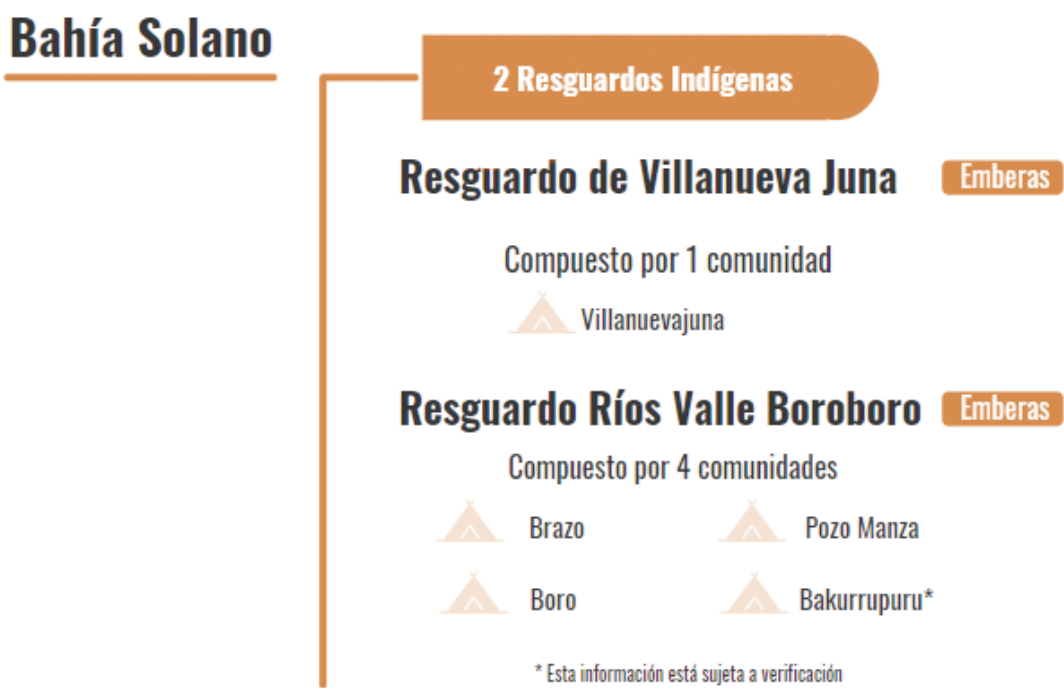 Bahía Solano
2 Resguardos Indígenas
Resguardo de Villanueva Juna Emberas
Compuesto por 1 comunidad
Villanuevajuna
Resguardo Ríos Valle Boroboro Emberas
Compuesto por 4 comunidades
Brazo Pozo Manza
Boro Bakurrupuru*
* Esta información está sujeta a verificación